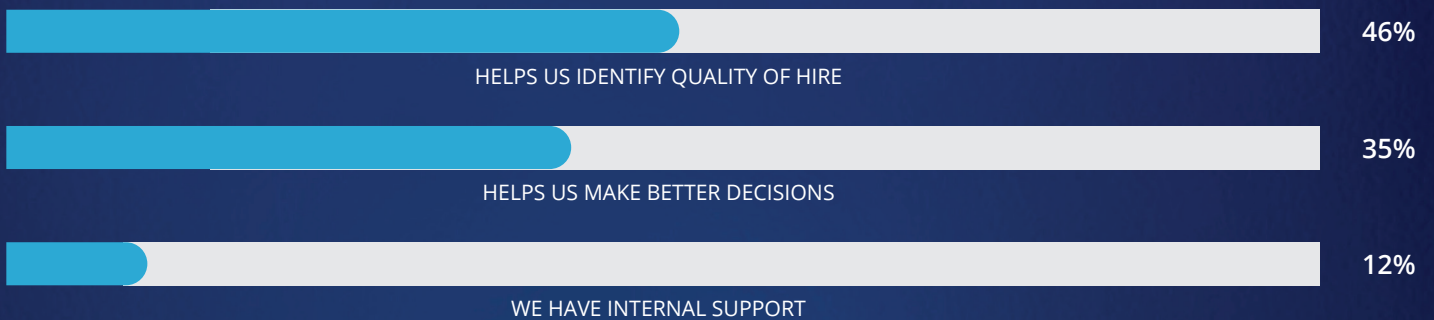 46%
HELPS US IDENTIFY QUALITY OF HIRE
35%
HELPS US MAKE BETTER DECISIONS
12%
WE HAVE INTERNAL SUPPORT